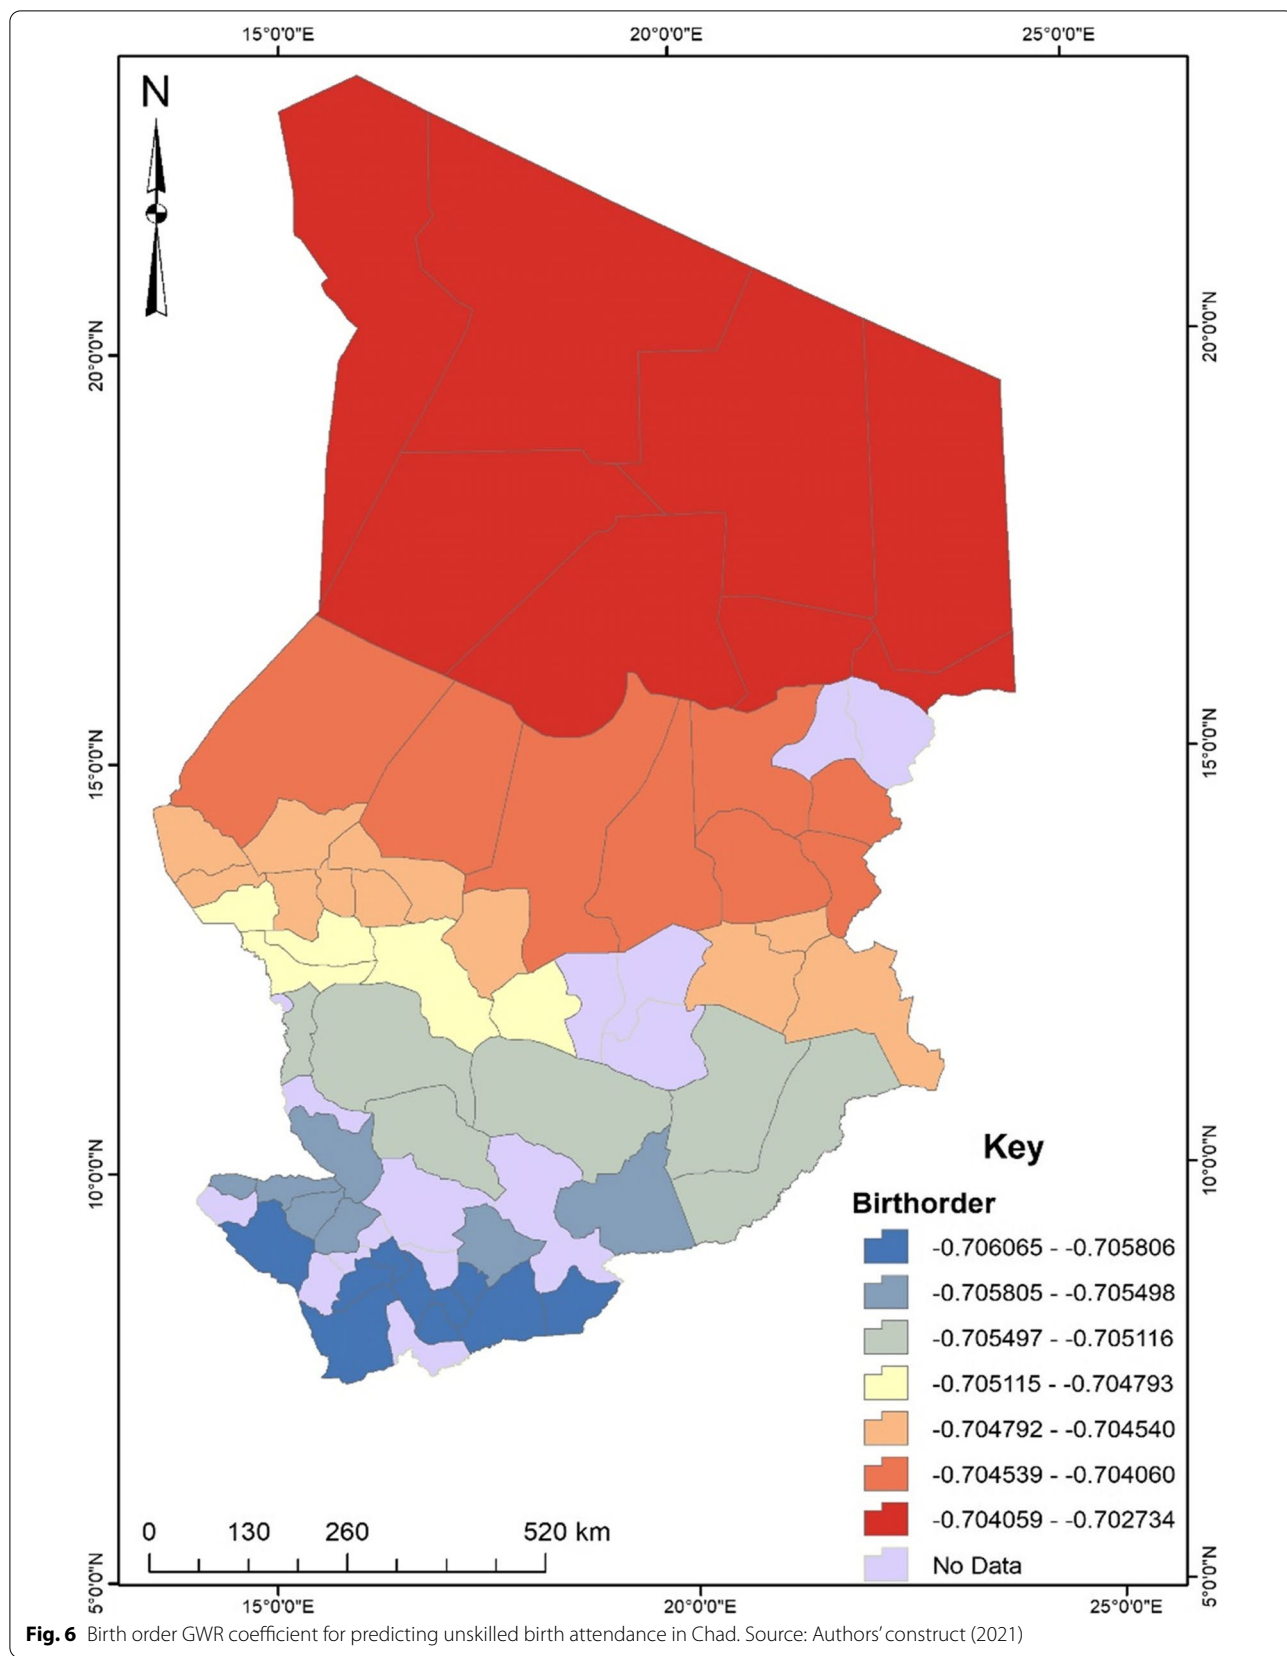 15°0'0"E 20°0'0"E 25°0'0"E
N
20°0'0"N 20°0'0"N
15°0'0"N 15°0'0"N
10°0'0"N 10°0'0"N
Key
Birthorder
-0.706065 - -0.705806
-0.705805 - -0.705498
-0.705497 - -0.705116
-0.705115 - -0.704793
-0.704792 - -0.704540
-0.704539 - -0.704060
-0.704059 - -0.702734
No Data
0 130 260 520 km
5°0'0"N 5°0'0"N
15°0'0"E 20°0'0"E 25°0'0"E
Fig. 6 Birth order GWR coefficient for predicting unskilled birth attendance in Chad. Source: Authors' construct (2021)